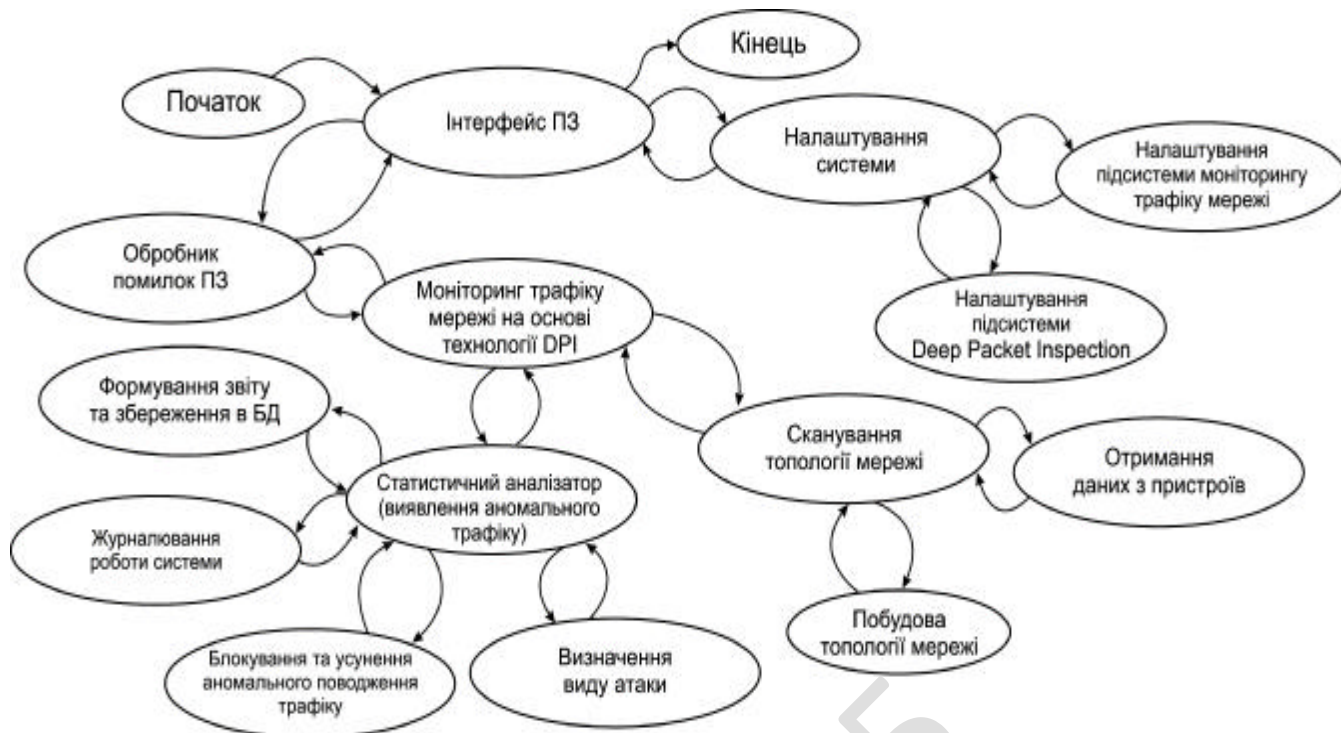 Кінець
Початок
Інтерфейс ПЗ
Налаштування
системи
Налаштування
підсистеми моніторингу
трафіку мережі
Обробник
помилок ПЗ
Моніторинг трафіку
мережі на основі
технології DPI
Налаштування
підсистеми
Deep Packet Inspection
Формування звіту
та збереження в БД
Сканування
топології мережі
Отримання
даних з пристроїв
Статистичний аналізатор
(виявлення аномального
трафіку)
Журналювання
роботи системи
Побудова
топології мережі
Блокування та усунення
аномального поводження
трафіку
Визначення
виду атаки